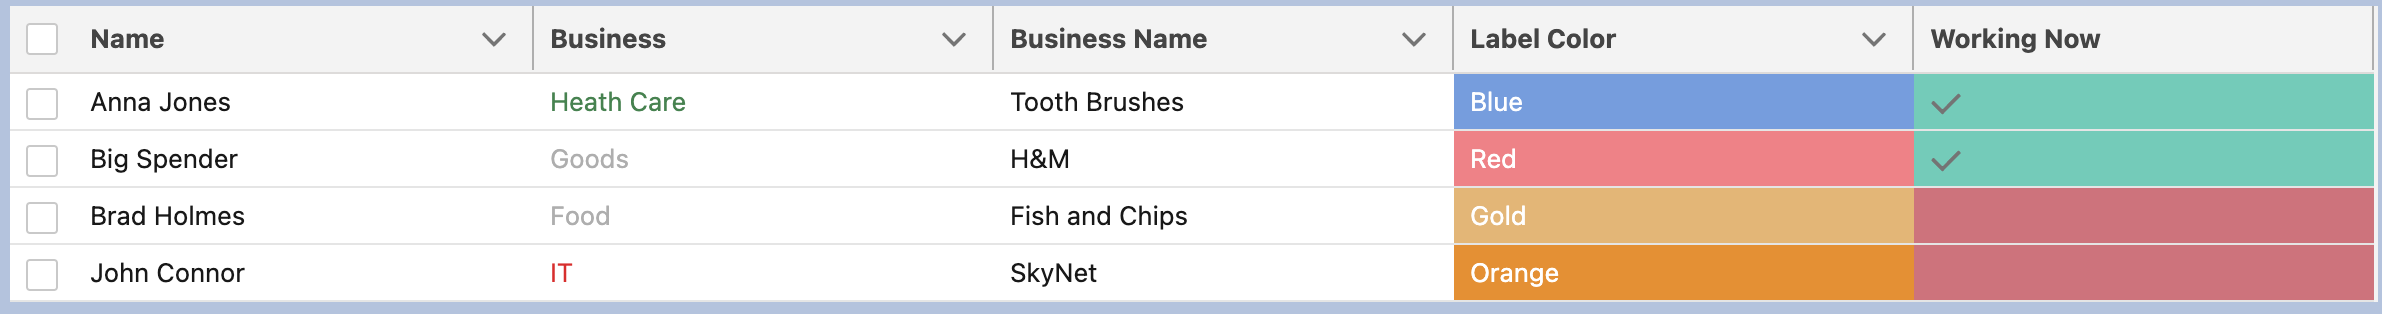 Name Business Business Name Label Color Working Now
Anna Jones Heath Care Tooth Brushes Blue
Big Spender Goods H&M Red
Brad Holmes Food Fish and Chips Gold
John Connor IT SkyNet Orange